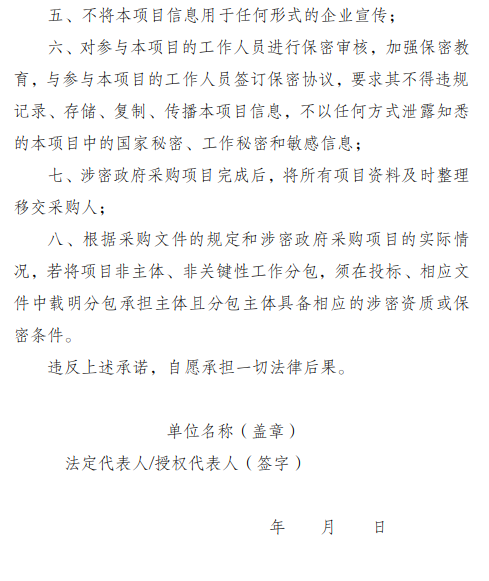 五、不将本项目信息用于任何形式的企业宣传；
六、对参与本项目的工作人员进行保密审核，加强保密教
育，与参与本项目的工作人员签订保密协议，要求其不得违规
记录、存储、复制、传播本项目信息，不以任何方式泄露知悉
的本项目中的国家秘密、工作秘密和敏感信息；
七、涉密政府采购项目完成后，将所有项目资料及时整理
移交采购人；
八、根据采购文件的规定和涉密政府采购项目的实际情
况，若将项目非主体、非关键性工作分包，须在投标、相应文
件中载明分包承担主体且分包主体具备相应的涉密资质或保
密条件。
违反上述承诺，自愿承担一切法律后果。
单位名称（盖章）
法定代表人/授权代表人（签字）
年 月 日